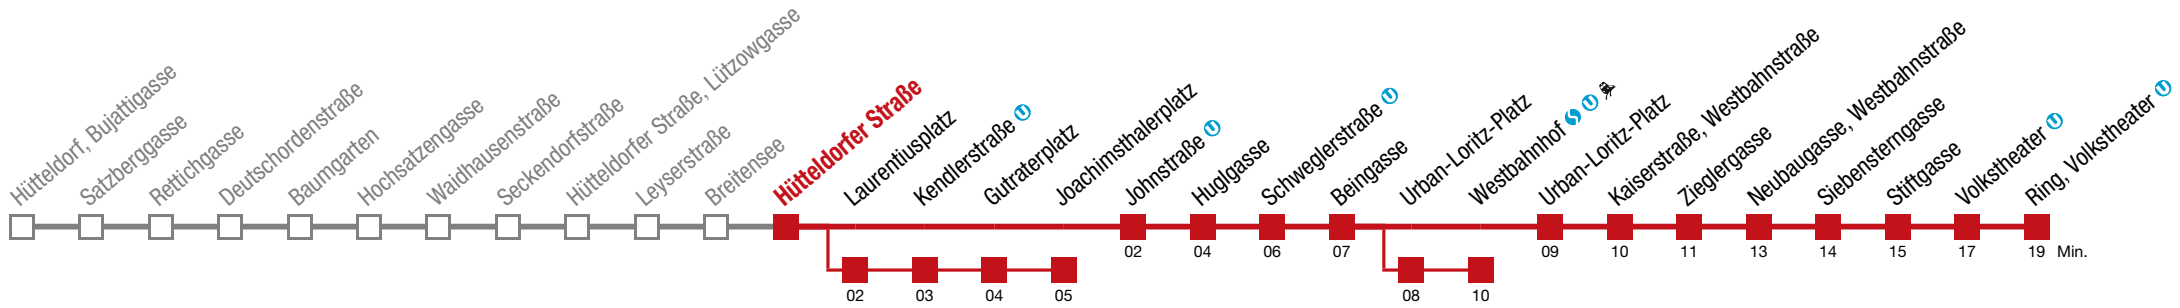 Hütteldorf, Bujattigasse
Satzberggasse
Rettichgasse
Deutschordenstraße
Baumgarten
Hochsatzengasse
Waidhausenstraße
Seckendorfstraße
Hütteldorfer Straße, Lützowgasse
Leyserstraße
Breitensee
Hütteldorfer Straße
Laurentiusplatz
Kendlerstraße U
Gutraterplatz
Joachimsthalerplatz
Johnstraße U
Huglgasse
Schweglerstraße U
Beingasse
Urban-Loritz-Platz
Westbahnhof S U
Urban-Loritz-Platz
Kaiserstraße, Westbahnstraße
Zieglergasse
Neubaugasse, Westbahnstraße
Siebensterngasse
Stiftgasse
Volkstheater U
Ring, Volkstheater U
02 04 06 07 09 10 11 13 14 15 17 19 Min.
02 03 04 05 08 10